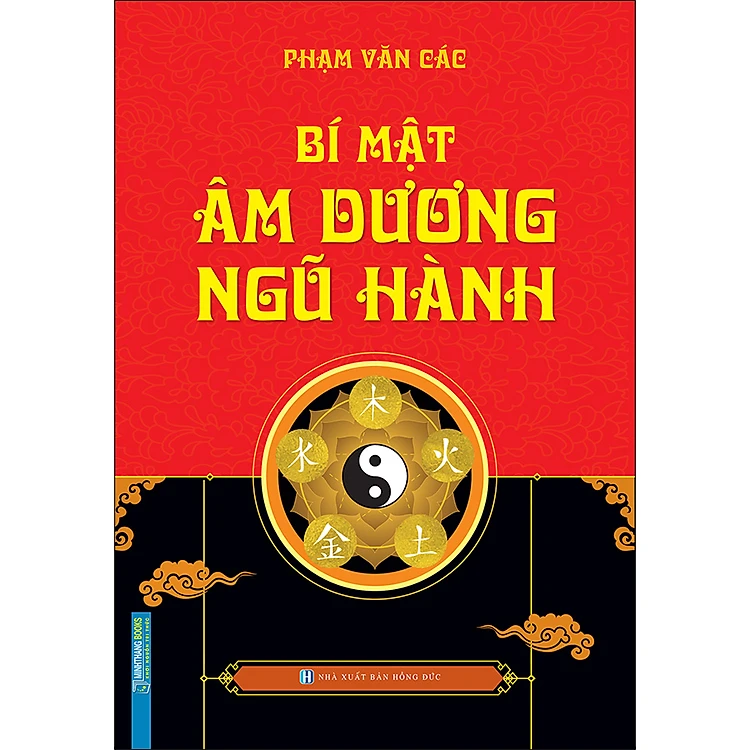 PHẠM VĂN CÁC
BÍ MẬT
ÂM DƯƠNG
NGŨ HÀNH
木
水
火
金
土
MINHTHANG BOOKS
KHƠI NGUỒN TRI THỨC
NHÀ XUẤT BẢN HỒNG ĐỨC